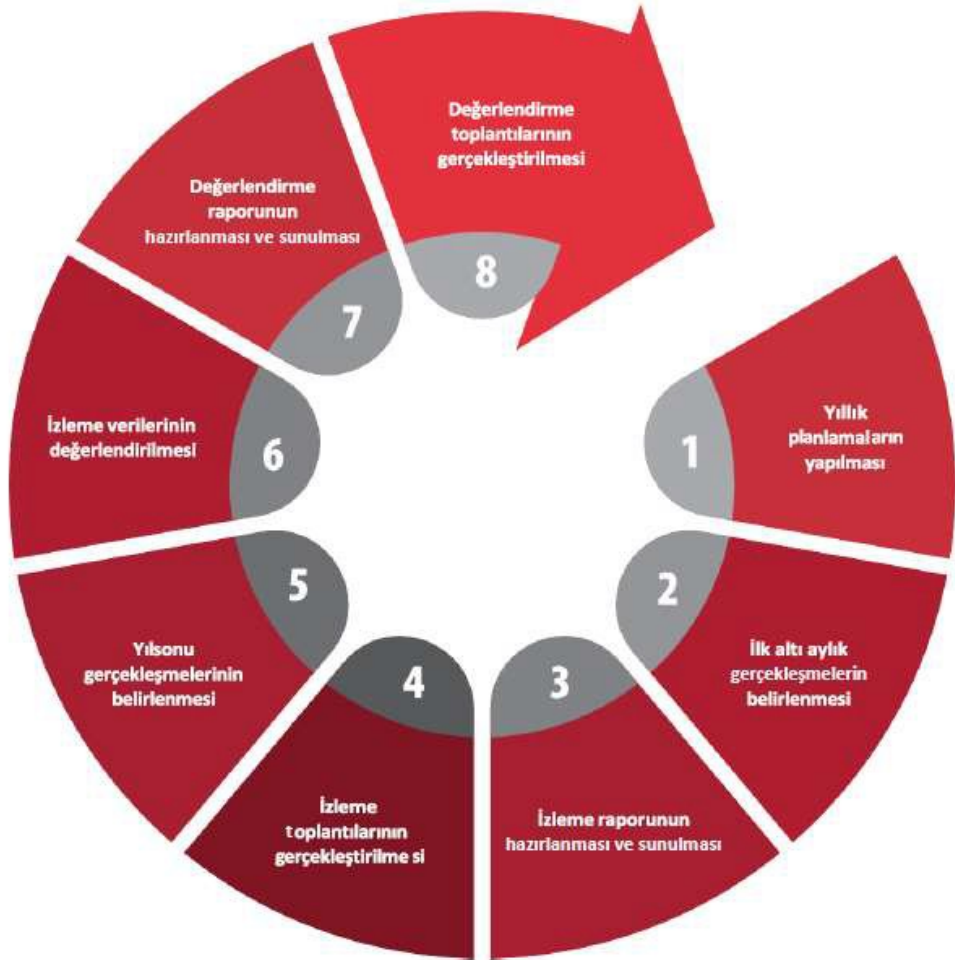 1
Yıllık
planlamaların
yapılması
2
İlk altı aylık
gerçekleşmelerin
belirlenmesi
3
İzleme raporunun
hazırlanması ve sunulması
4
İzleme
toplantılarının
gerçekleştirilme si
5
Yılsonu
gerçekleşmelerinin
belirlenmesi
6
İzleme verilerinin
değerlendirilmesi
7
Değerlendirme
raporunun
hazırlanması ve sunulması
8
Değerlendirme
toplantılarının
gerçekleştirilmesi